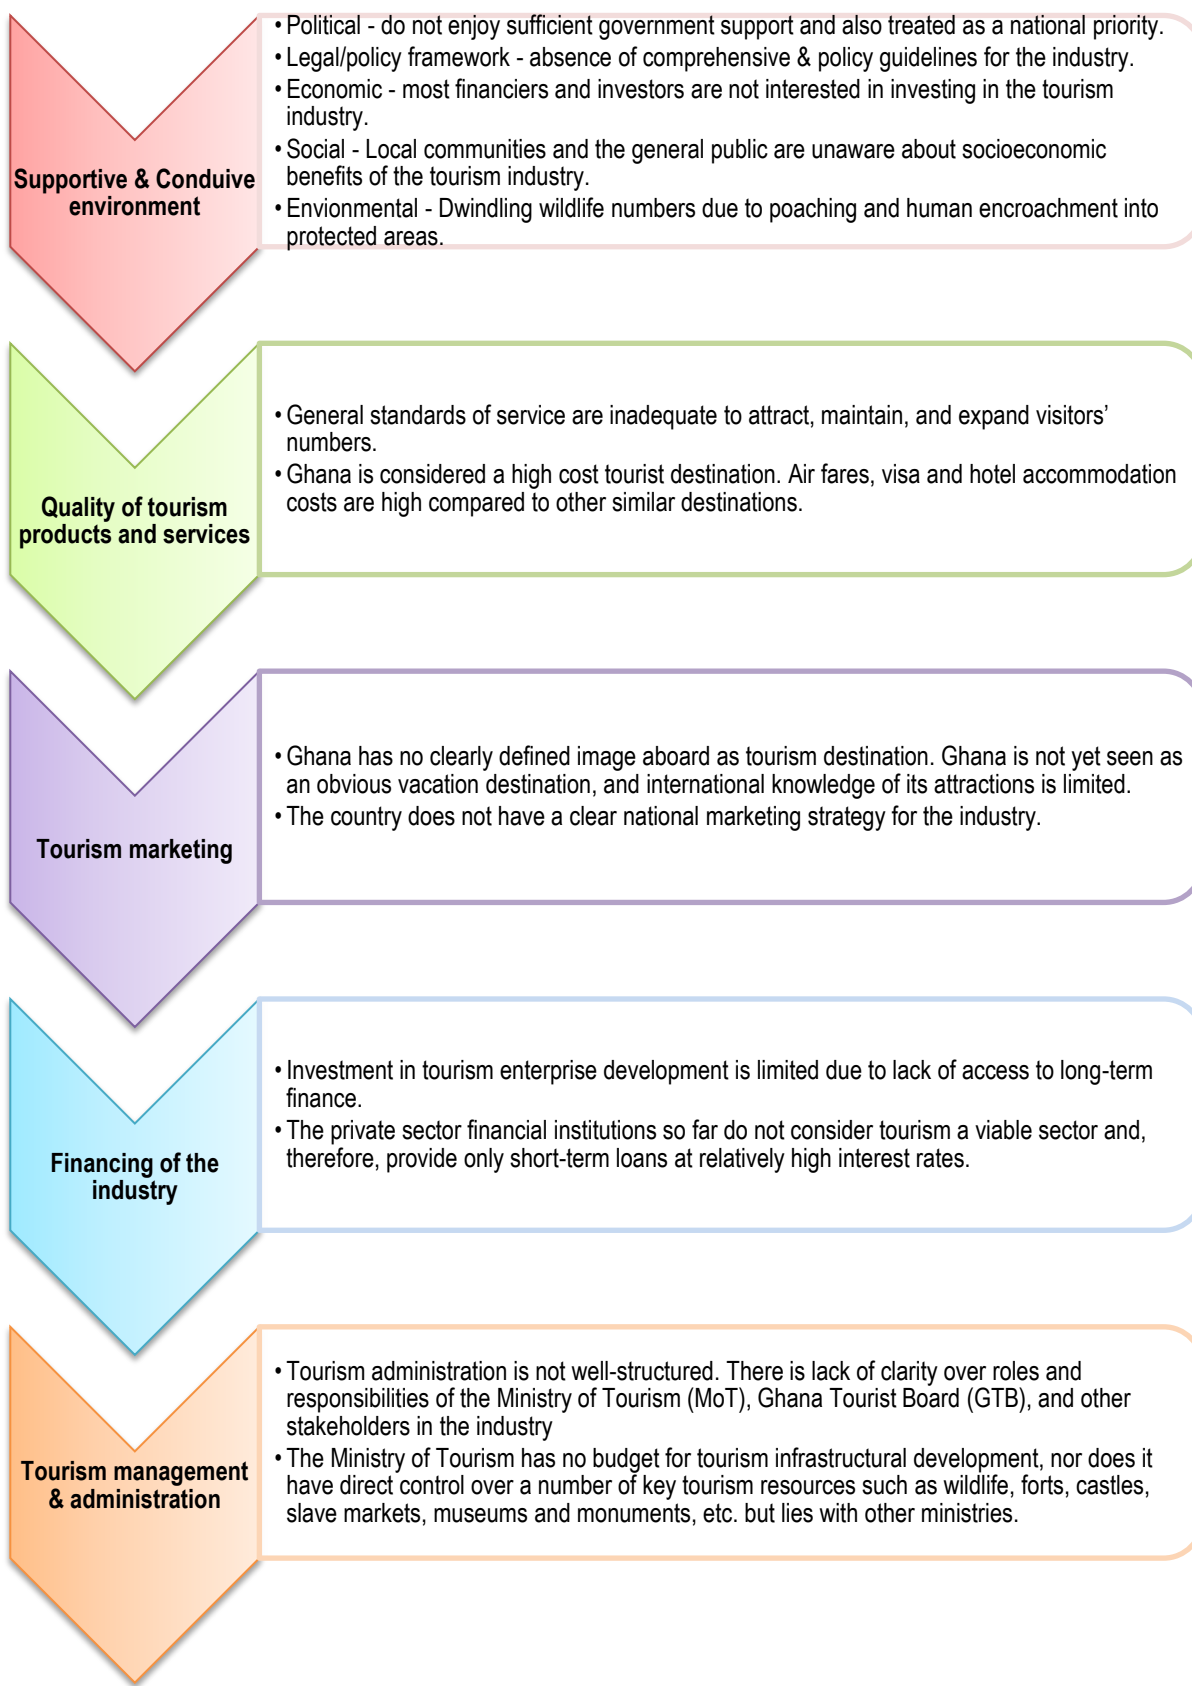 Supportive & Conduive
environment
• Political - do not enjoy sufficient government support and also treated as a national priority.
• Legal/policy framework - absence of comprehensive & policy guidelines for the industry.
• Economic - most financiers and investors are not interested in investing in the tourism
industry.
• Social - Local communities and the general public are unaware about socioeconomic
benefits of the tourism industry.
• Envionmental - Dwindling wildlife numbers due to poaching and human encroachment into
protected areas.
Quality of tourism
products and services
• General standards of service are inadequate to attract, maintain, and expand visitors’
numbers.
• Ghana is considered a high cost tourist destination. Air fares, visa and hotel accommodation
costs are high compared to other similar destinations.
Tourism marketing
• Ghana has no clearly defined image aboard as tourism destination. Ghana is not yet seen as
an obvious vacation destination, and international knowledge of its attractions is limited.
• The country does not have a clear national marketing strategy for the industry.
Financing of the
industry
• Investment in tourism enterprise development is limited due to lack of access to long-term
finance.
• The private sector financial institutions so far do not consider tourism a viable sector and,
therefore, provide only short-term loans at relatively high interest rates.
Tourism management
& administration
• Tourism administration is not well-structured. There is lack of clarity over roles and
responsibilities of the Ministry of Tourism (MoT), Ghana Tourist Board (GTB), and other
stakeholders in the industry
• The Ministry of Tourism has no budget for tourism infrastructural development, nor does it
have direct control over a number of key tourism resources such as wildlife, forts, castles,
slave markets, museums and monuments, etc. but lies with other ministries.